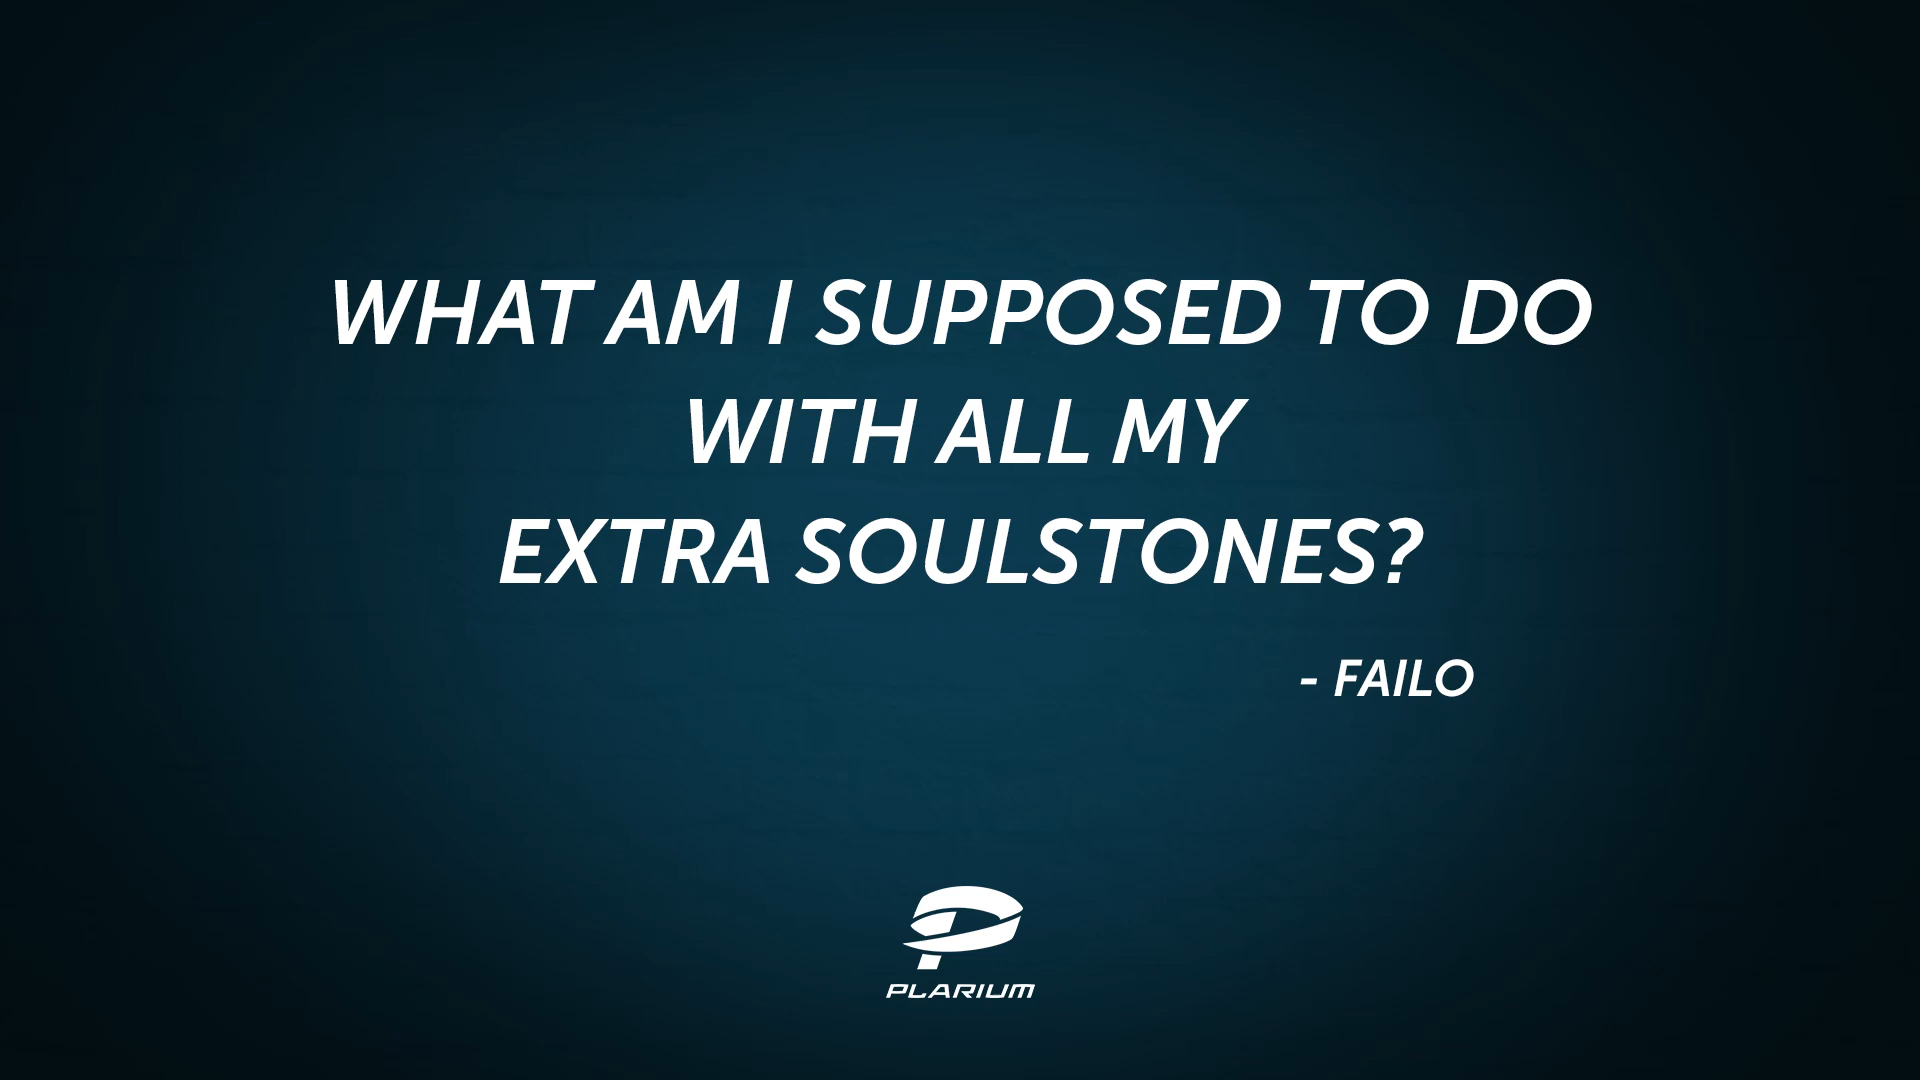 WHAT AM I SUPPOSED TO DO
WITH ALL MY
EXTRA SOULSTONES?
- FAILO
PLARIUM